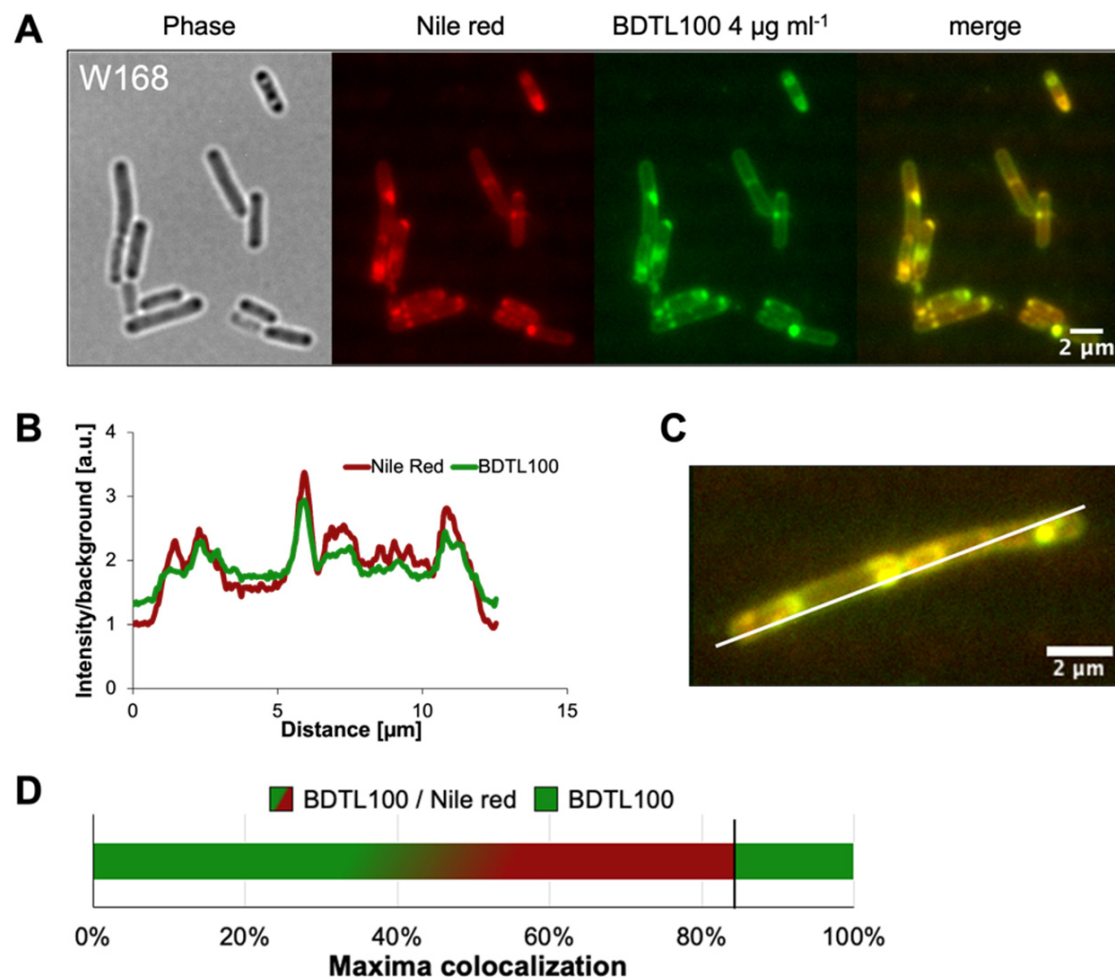 A
Phase Nile red BDTL100 4 µg ml-1 merge
W168
2 µm
B
Intensity/background [a.u.]
4
3
2
1
0
Nile Red BDTL100
0 5 10 15
Distance [µm]
C
2 µm
D
BDTL100 / Nile red BDTL100
0% 20% 40% 60% 80% 100%
Maxima colocalization